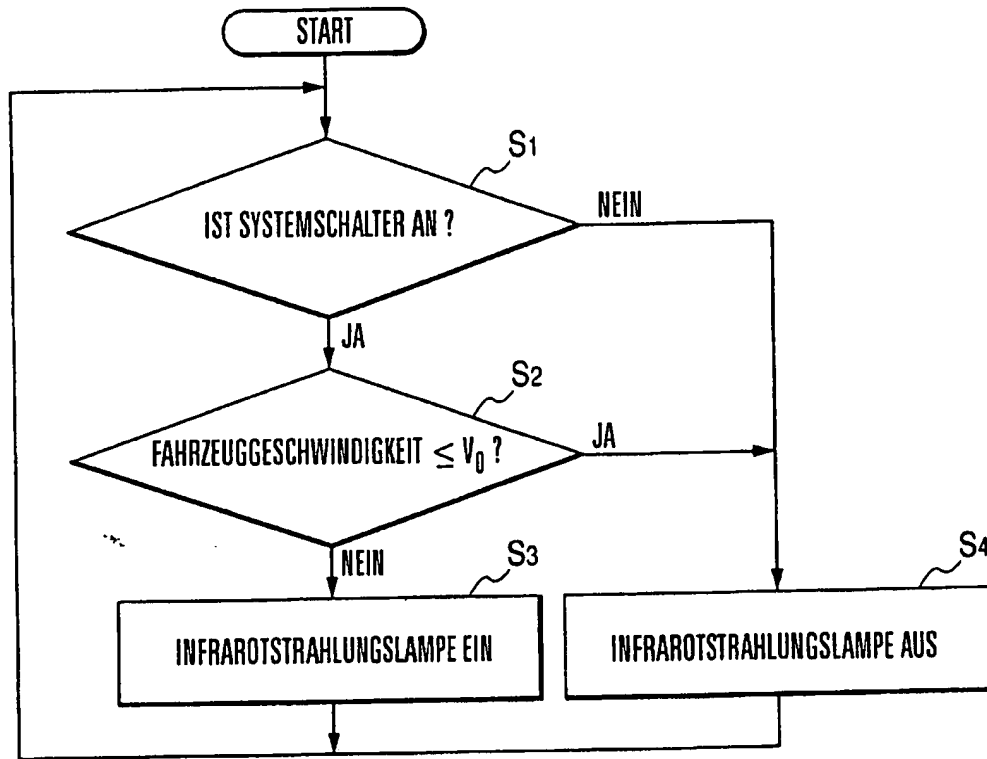 START
S1
IST SYSTEMSCHALTER AN ?
NEIN
JA
S2
FAHRZEUGGESCHWINDIGKEIT ≤ V0 ?
JA
NEIN
S3
INFRAROTSTRAHLUNGSLAMPE EIN
S4
INFRAROTSTRAHLUNGSLAMPE AUS